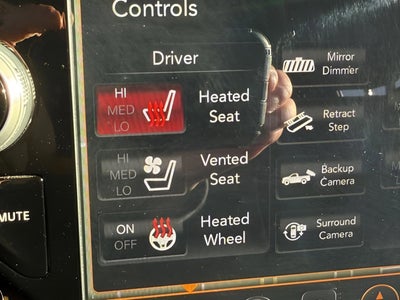 Controls
Driver
HI
MED
LO
Heated
Seat
HI
MED
LO
Vented
Seat
ON
OFF
Heated
Wheel
Mirror
Dimmer
Retract
Step
Backup
Camera
Surround
Camera
MUTE